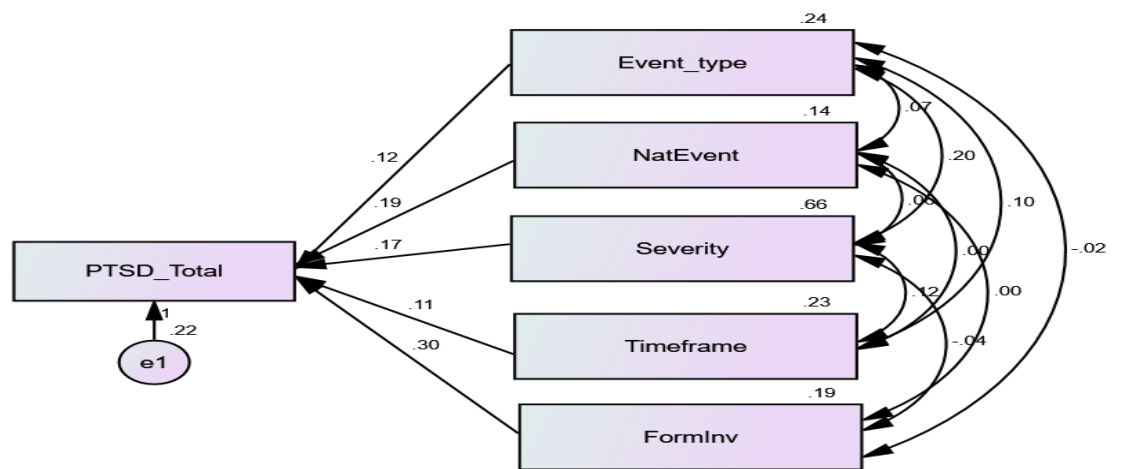 .24
Event_type
.07
.14
.12
NatEvent
.20
.19
.10
.66
.17
Severity
.00
-.02
PTSD_Total
.12
.00
.23
.11
1
.22
Timeframe
-.04
.30
e1
.19
FormInv